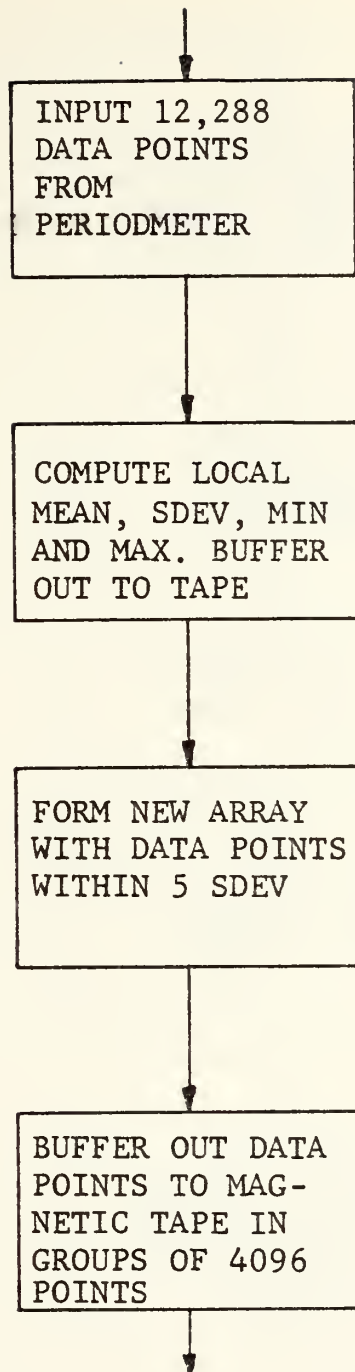 INPUT 12,288
DATA POINTS
FROM
PERIODMETER
COMPUTE LOCAL
MEAN, SDEV, MIN
AND MAX. BUFFER
OUT TO TAPE
FORM NEW ARRAY
WITH DATA POINTS
WITHIN 5 SDEV
BUFFER OUT DATA
POINTS TO MAG-
NETIC TAPE IN
GROUPS OF 4096
POINTS